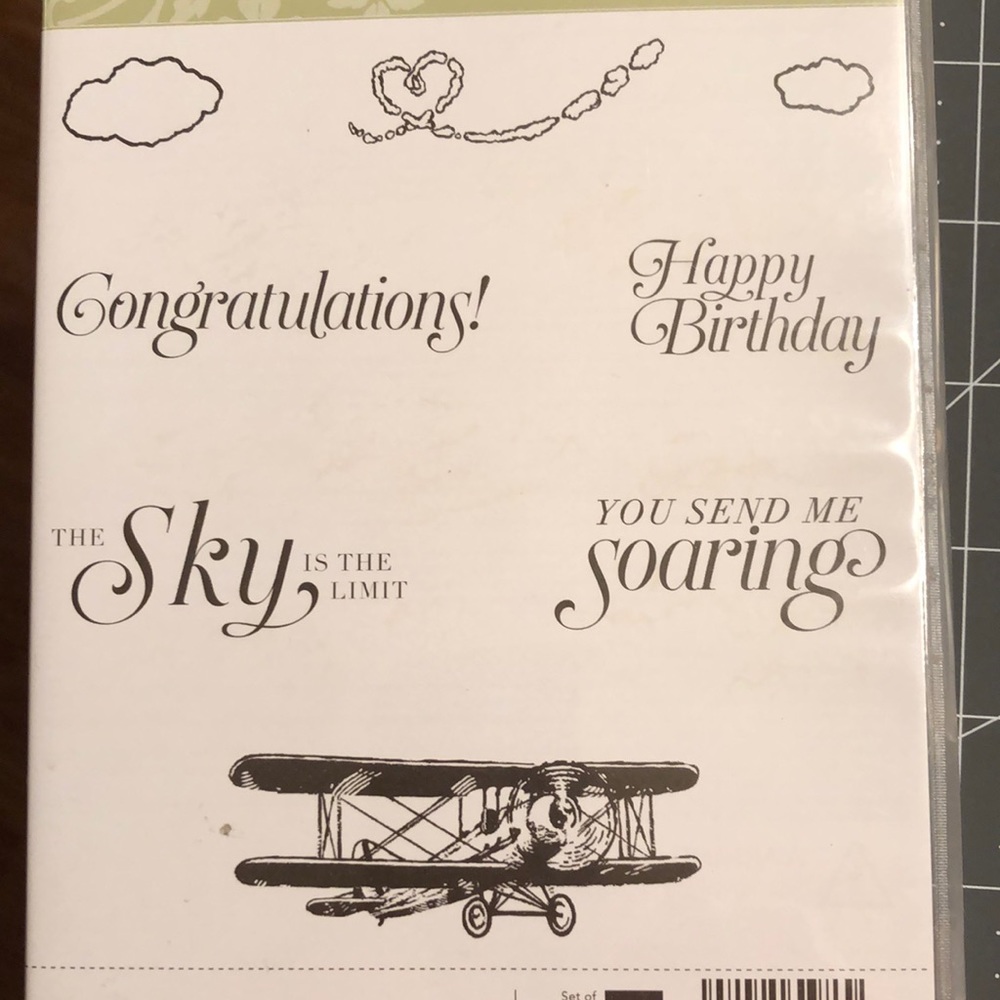 Congratulations!
Happy
Birthday
THE Sky IS THE
LIMIT
YOU SEND ME
soaring
Set of